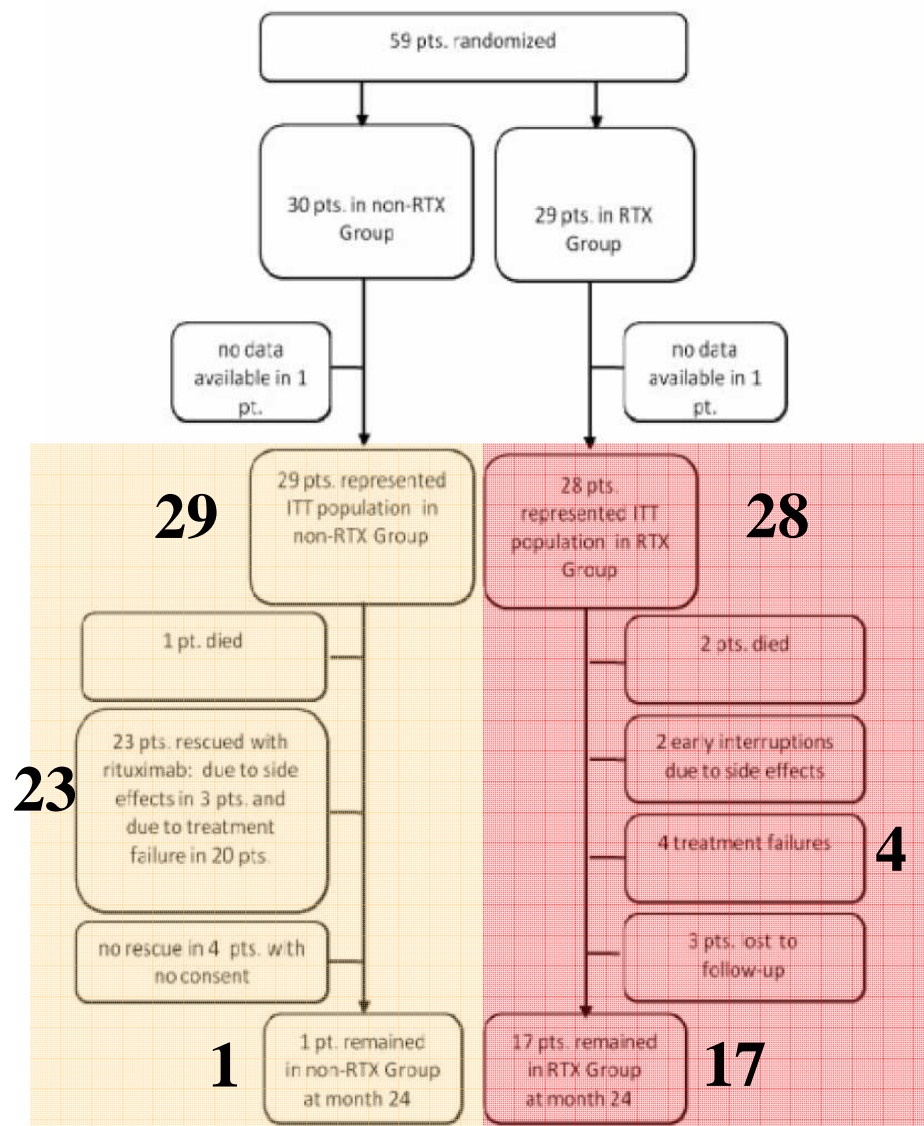 59 pts. randomized
30 pts. in non-RTX
Group
29 pts. in RTX
Group
no data
available in 1
pt.
no data
available in 1
pt.
29
29 pts. represented
ITT population in
non-RTX Group
28 pts.
represented ITT
population in RTX
Group
28
1 pt. died
2 pts. died
23
23 pts. rescued with
rituximab: due to side
effects in 3 pts. and
due to treatment
failure in 20 pts.
2 early interruptions
due to side effects
4 treatment failures
4
no rescue in 4 pts. with
no consent
3 pts. lost to
follow-up
1
1 pt. remained
in non-RTX Group
at month 24
17 pts. remained
in RTX Group
at month 24
17